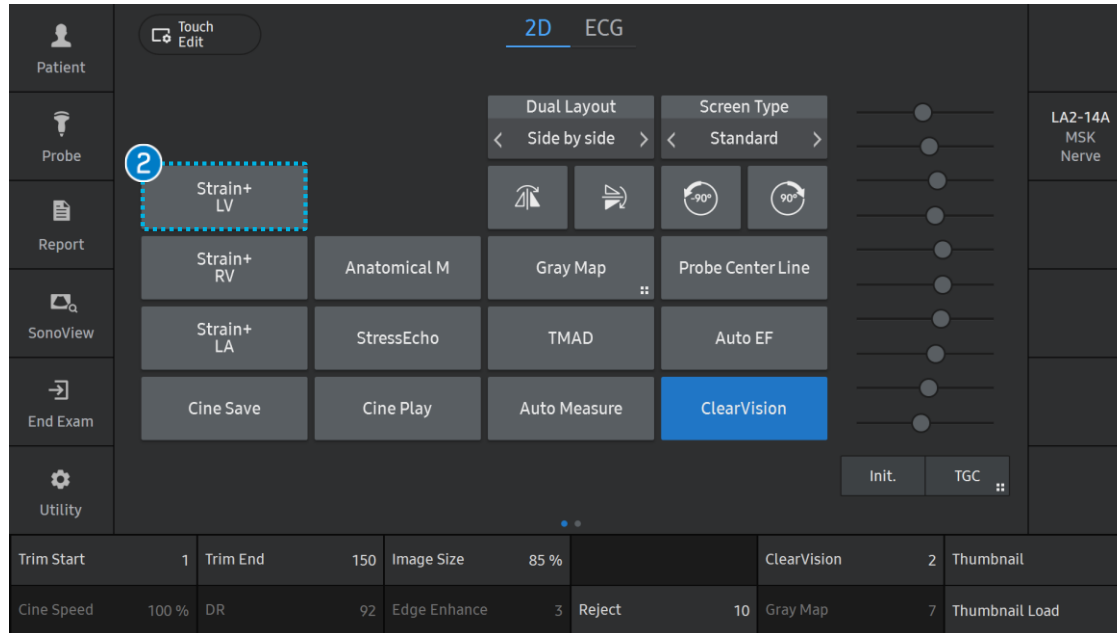 Patient
Touch
Edit
2D ECG
Probe
Report
SonoView
End Exam
Utility
2
Strain+
LV
Strain+
RV
Strain+
LA
Cine Save
Anatomical M
StressEcho
Cine Play
Dual Layout
< Side by side >
Screen Type
< Standard >
-90°
90°
Gray Map
Probe Center Line
TMAD
Auto EF
Auto Measure
ClearVision
Init.
TGC
LA2-14A
MSK
Nerve
Trim Start 1
Trim End 150
Image Size 85 %
ClearVision 2
Thumbnail
Cine Speed 100 %
DR 92
Edge Enhance 3
Reject 10
Gray Map 7
Thumbnail Load